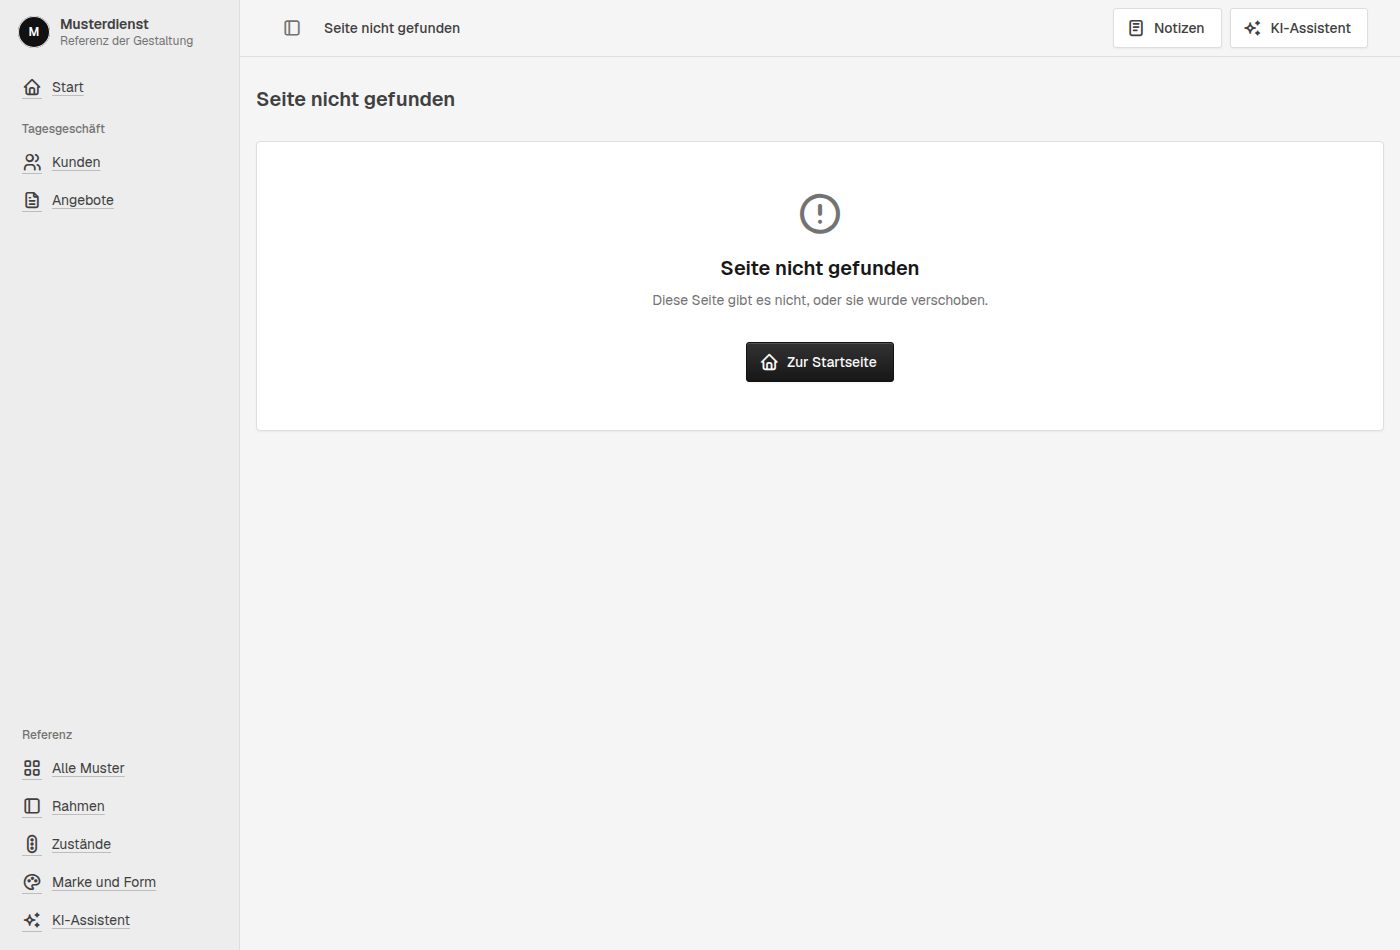 M
Musterdienst
Referenz der Gestaltung
Start
Tagesgeschäft
Kunden
Angebote
Referenz
Alle Muster
Rahmen
Zustände
Marke und Form
KI-Assistent
Seite nicht gefunden
Notizen
KI-Assistent
Seite nicht gefunden
Seite nicht gefunden
Diese Seite gibt es nicht, oder sie wurde verschoben.
Zur Startseite